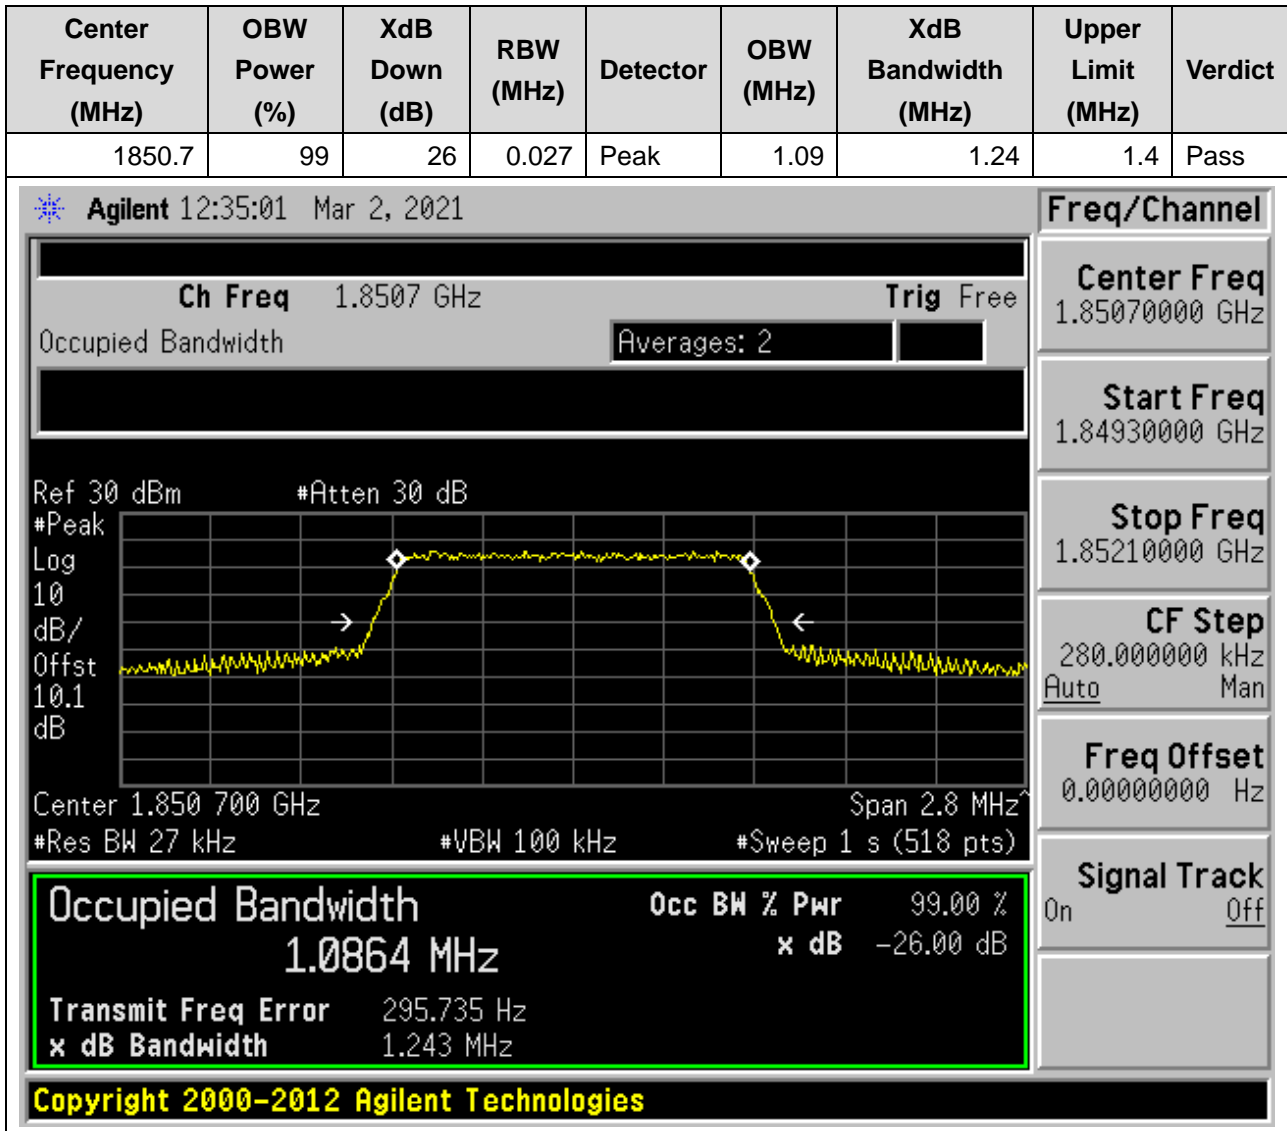 Center Frequency (MHz) OBW Power (%) XdB Down (dB) RBW (MHz) Detector OBW (MHz) XdB Bandwidth (MHz) Upper Limit (MHz) Verdict
1850.7 99 26 0.027 Peak 1.09 1.24 1.4 Pass
Agilent 12:35:01 Mar 2, 2021
Freq/Channel
Ch Freq 1.8507 GHz Trig Free
Occupied Bandwidth Averages: 2
Ref 30 dBm #Atten 30 dB
#Peak
Log
10
dB/
Offst
10.1
dB
Center 1.850 700 GHz Span 2.8 MHz^
#Res BW 27 kHz #VBW 100 kHz #Sweep 1 s (518 pts)
Occupied Bandwidth Occ BW % Pwr 99.00 %
1.0864 MHz x dB -26.00 dB
Transmit Freq Error 295.735 Hz
x dB Bandwidth 1.243 MHz
Center Freq
1.85070000 GHz
Start Freq
1.84930000 GHz
Stop Freq
1.85210000 GHz
CF Step
280.000000 kHz
Auto Man
Freq Offset
0.00000000 Hz
Signal Track
On Off
Copyright 2000-2012 Agilent Technologies